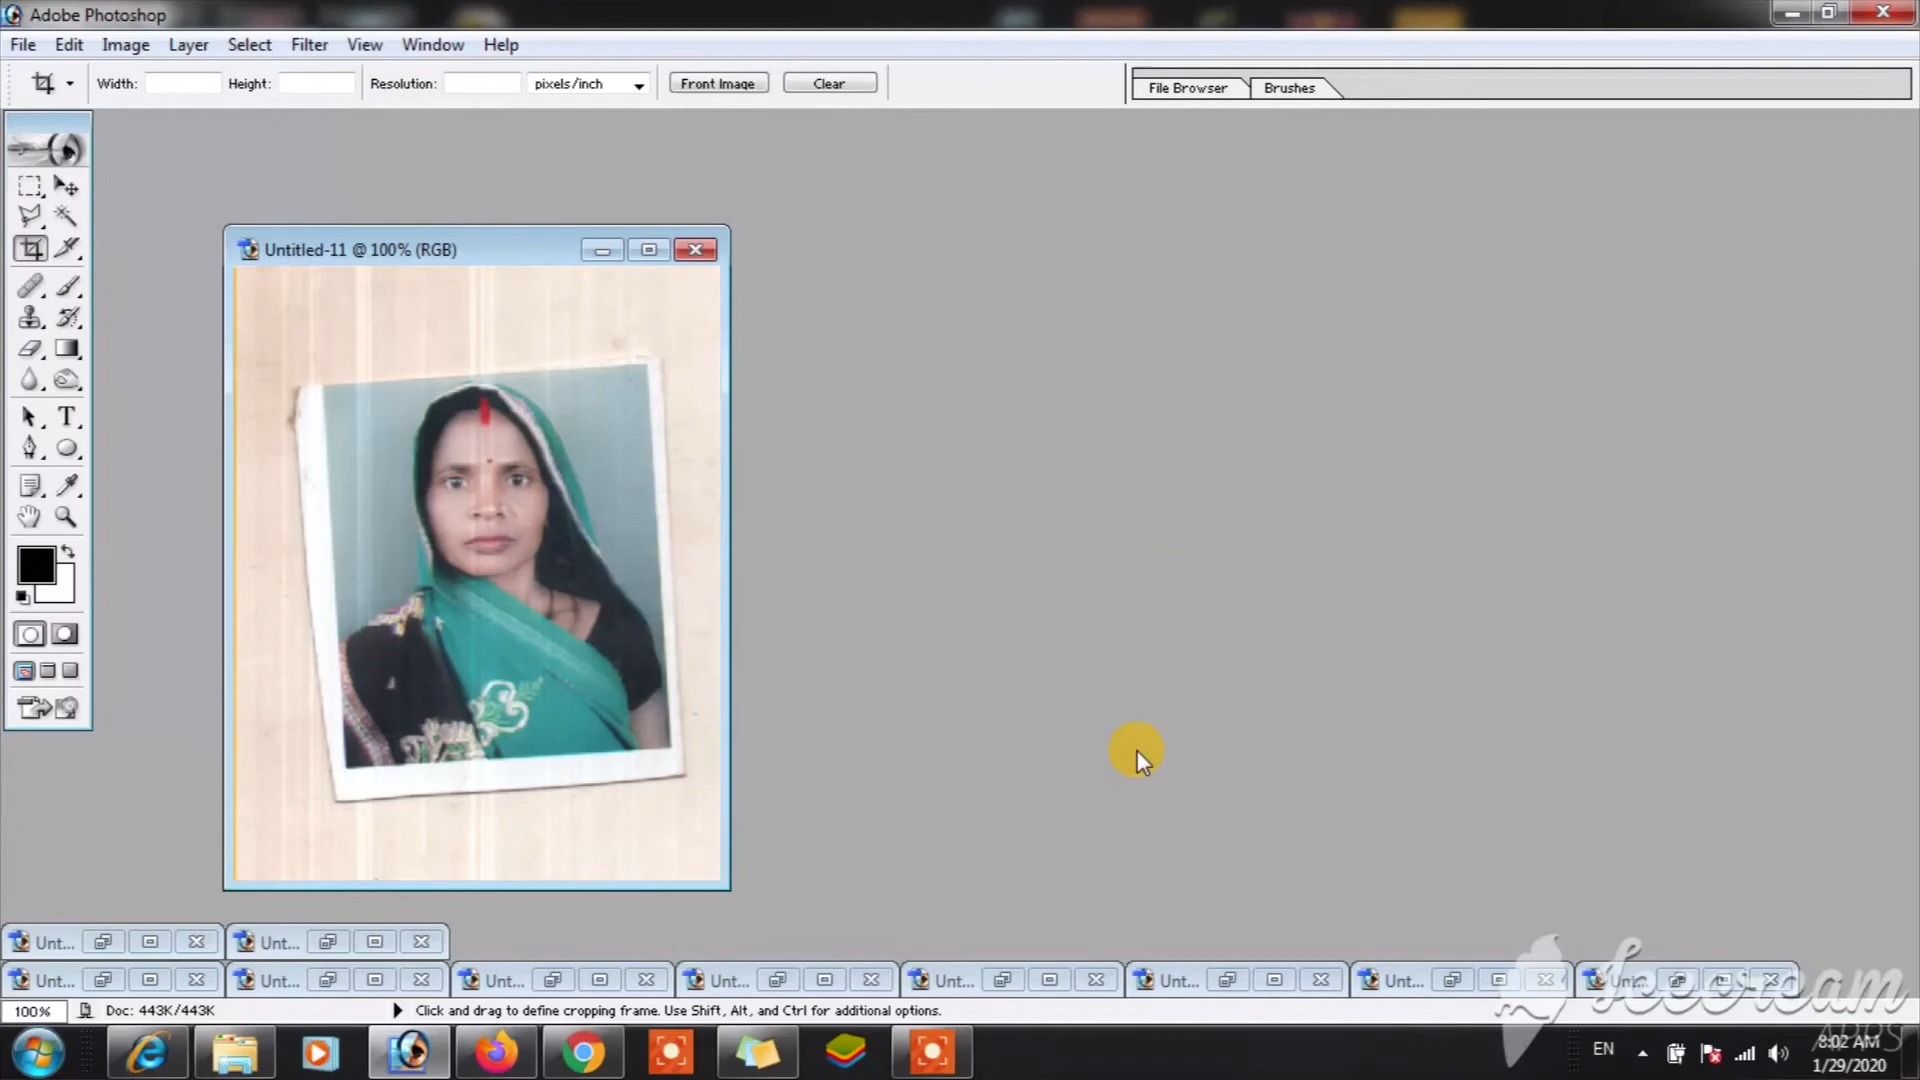 Adobe Photoshop
File Edit Image Layer Select Filter View Window Help
Width: Height: Resolution: pixels/inch Front Image Clear File Browser Brushes
Untitled-11 @ 100% (RGB)
T
Unt... Unt...
Unt... Unt... Unt... Unt... Unt... Unt... Unt... Unt...
100% Doc: 443K/443K Click and drag to define cropping frame. Use Shift, Alt, and Ctrl for additional options.
Icecream
APPS
EN 8:02 AM
1/29/2020